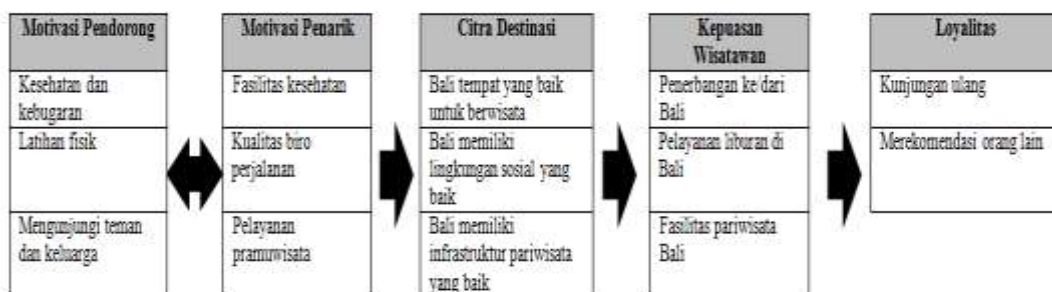 Motivasi Pendorong
Kesehatan dan
kebugaran
Latihan fisik
Mengunjungi teman
dan keluarga
Motivasi Penarik
Fasilitas kesehatan
Kualitas biro
perjalanan
Pelayanan
pramuwisata
Citra Destinasi
Bali tempat yang baik
untuk berwisata
Bali memiliki
lingkungan sosial yang
baik
Bali memiliki
infrastruktur pariwisata
yang baik
Kepuasan
Wisatawan
Penerbangan ke/dari
Bali
Pelayanan liburan di
Bali
Fasilitas pariwisata
Bali
Loyalitas
Kunjungan ulang
Merekomendasi orang lain